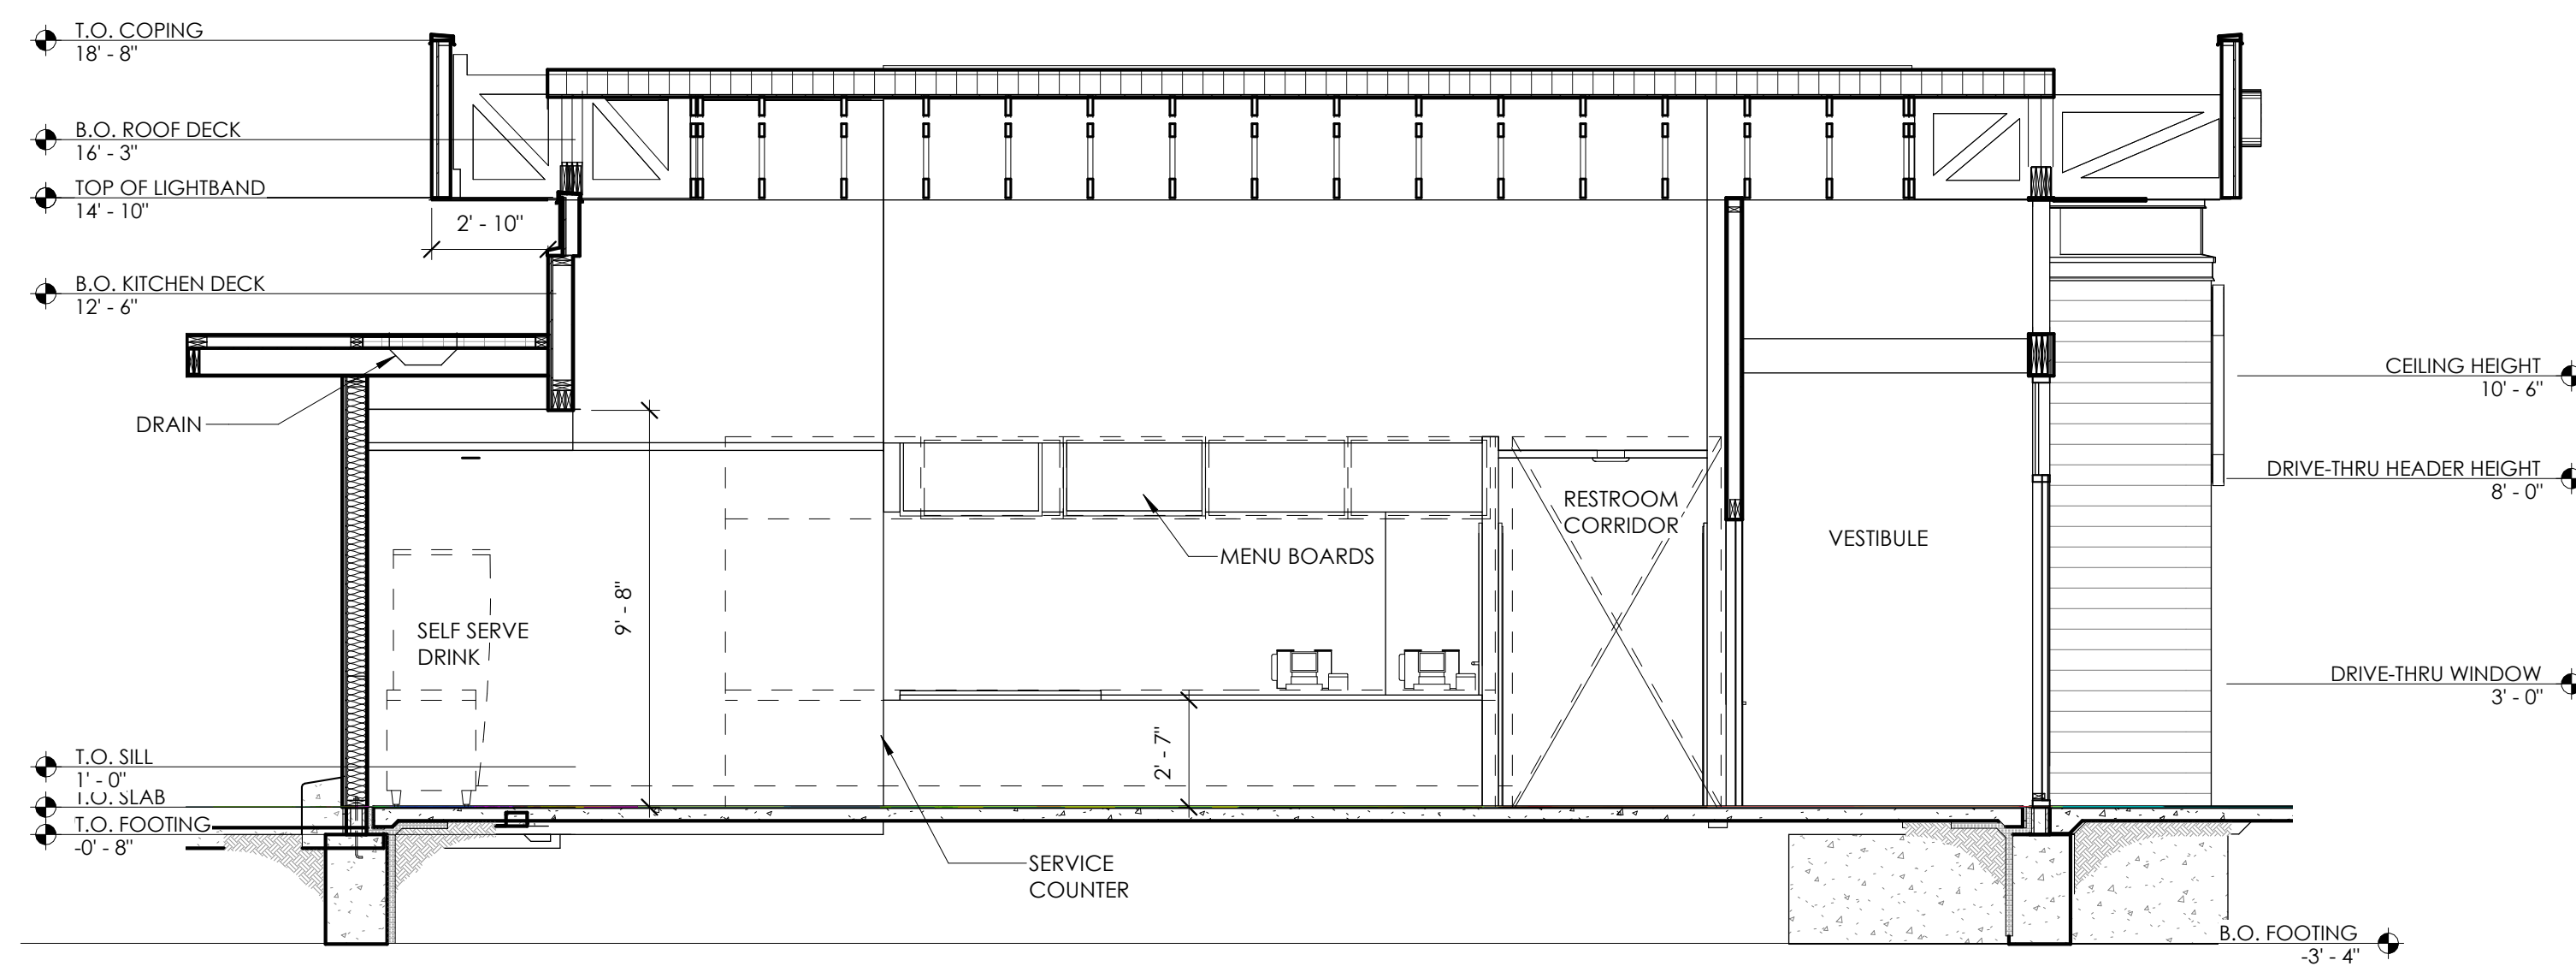 T.O. COPING
18' - 8"
B.O. ROOF DECK
16' - 3"
TOP OF LIGHTBAND
14' - 10"
2' - 10"
B.O. KITCHEN DECK
12' - 6"
DRAIN
CEILING HEIGHT
10' - 6"
DRIVE-THRU HEADER HEIGHT
8' - 0"
RESTROOM
CORRIDOR
VESTIBULE
MENU BOARDS
9' - 8"
SELF SERVE
DRINK
DRIVE-THRU WINDOW
3' - 0"
2' - 7"
T.O. SILL
1' - 0"
T.O. SLAB
T.O. FOOTING
-0' - 8"
SERVICE
COUNTER
B.O. FOOTING
-3' - 4"